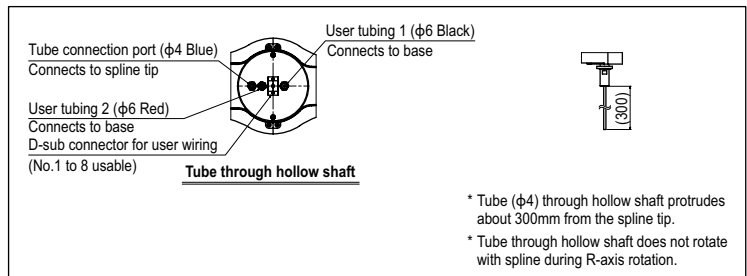 User tubing 1 (ϕ6 Black)
Connects to base
Tube connection port (ϕ4 Blue)
Connects to spline tip
User tubing 2 (ϕ6 Red)
Connects to base
D-sub connector for user wiring
(No.1 to 8 usable)
Tube through hollow shaft
(300)
* Tube (ϕ4) through hollow shaft protrudes
about 300mm from the spline tip.
* Tube through hollow shaft does not rotate
with spline during R-axis rotation.